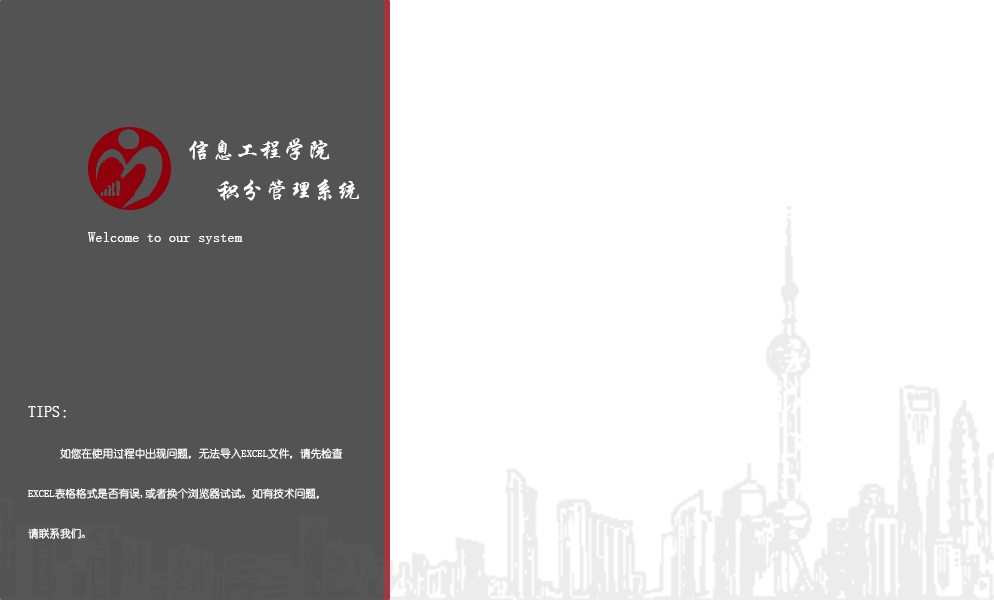 信息工程学院
积分管理系统
Welcome to our system
TIPS:
如您在使用过程中出现问题，无法导入EXCEL文件，请先检查
EXCEL表格格式是否有误,或者换个浏览器试试。如有技术问题，
请联系我们。